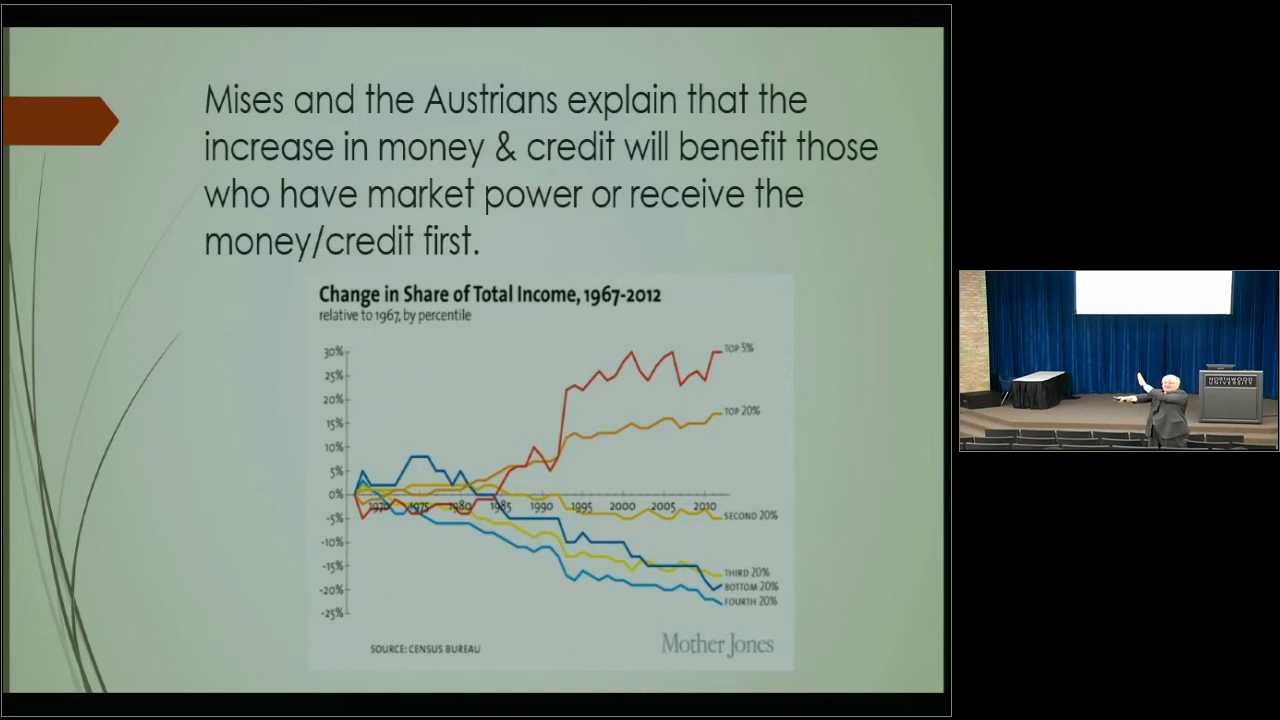 Mises and the Austrians explain that the
increase in money & credit will benefit those
who have market power or receive the
money/credit first.
Change in Share of Total Income, 1967-2012
relative to 1967, by percentile
30%
25%
20%
15%
10%
5%
0%
-5%
-10%
-15%
-20%
-25%
1970 1975 1980 1985 1990 1995 2000 2005 2010
TOP 5%
TOP 20%
SECOND 20%
THIRD 20%
BOTTOM 20%
FOURTH 20%
SOURCE: CENSUS BUREAU
Mother Jones
NORTHWOOD
UNIVERSITY